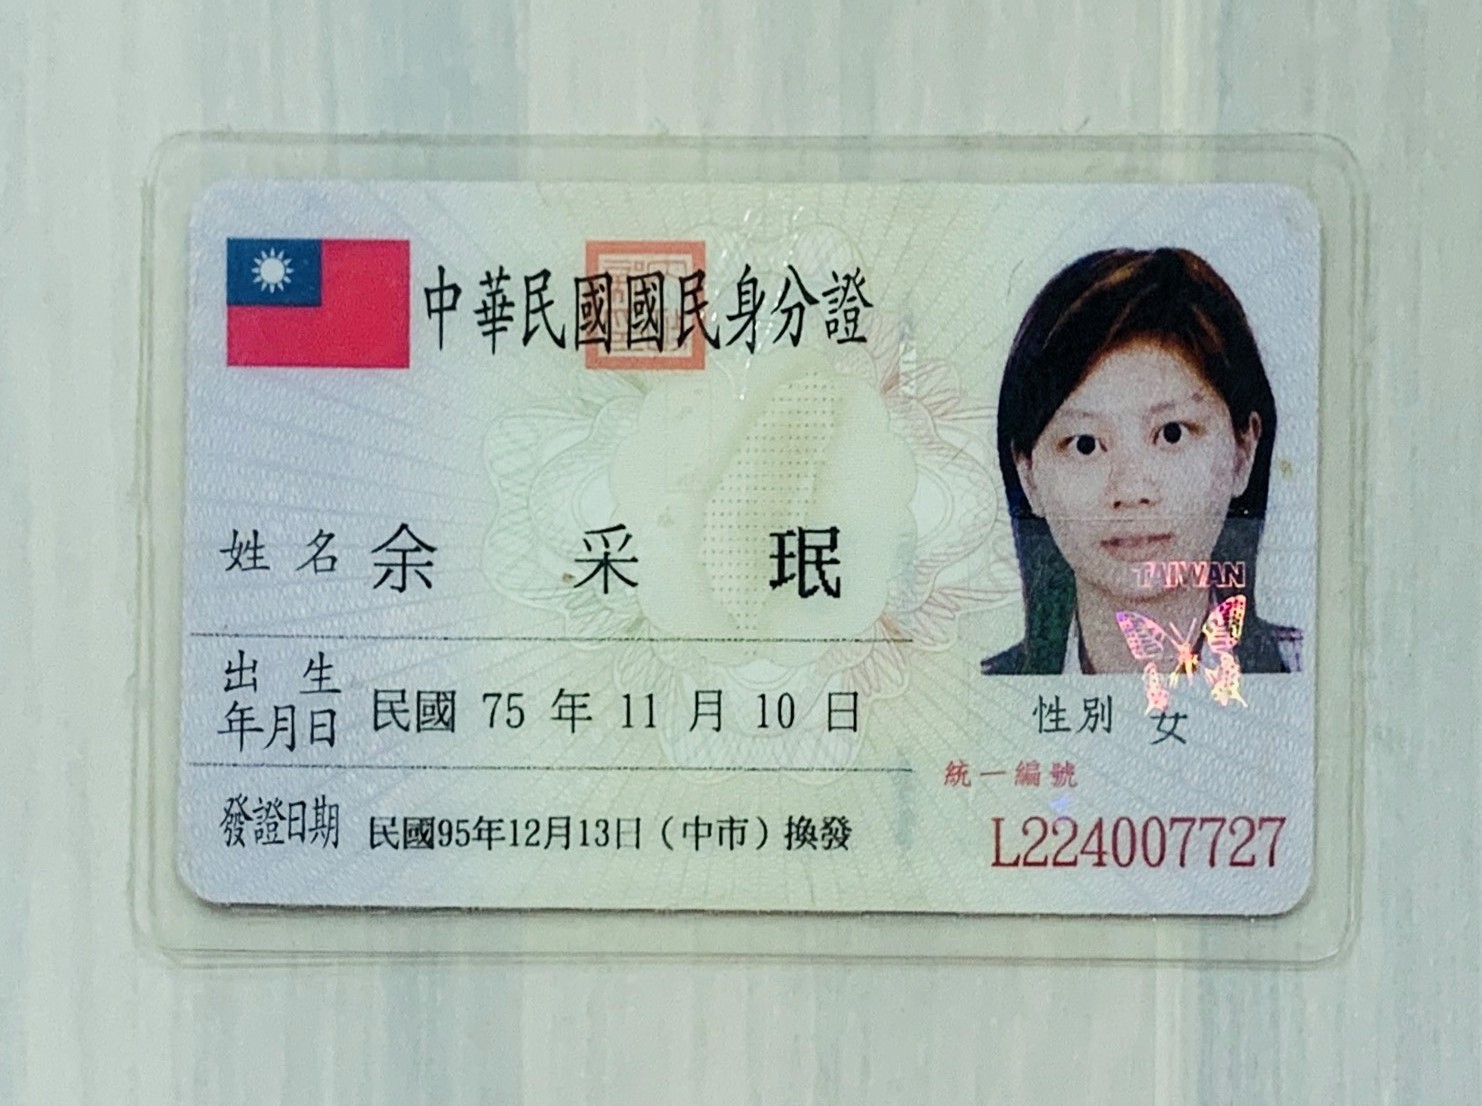 中華民國國民身分證
姓名 余采珉
出生年月日 民國 75 年 11 月 10 日
發證日期 民國95年12月13日（中市）換發
TAIWAN
性別 女
統一編號
L224007727